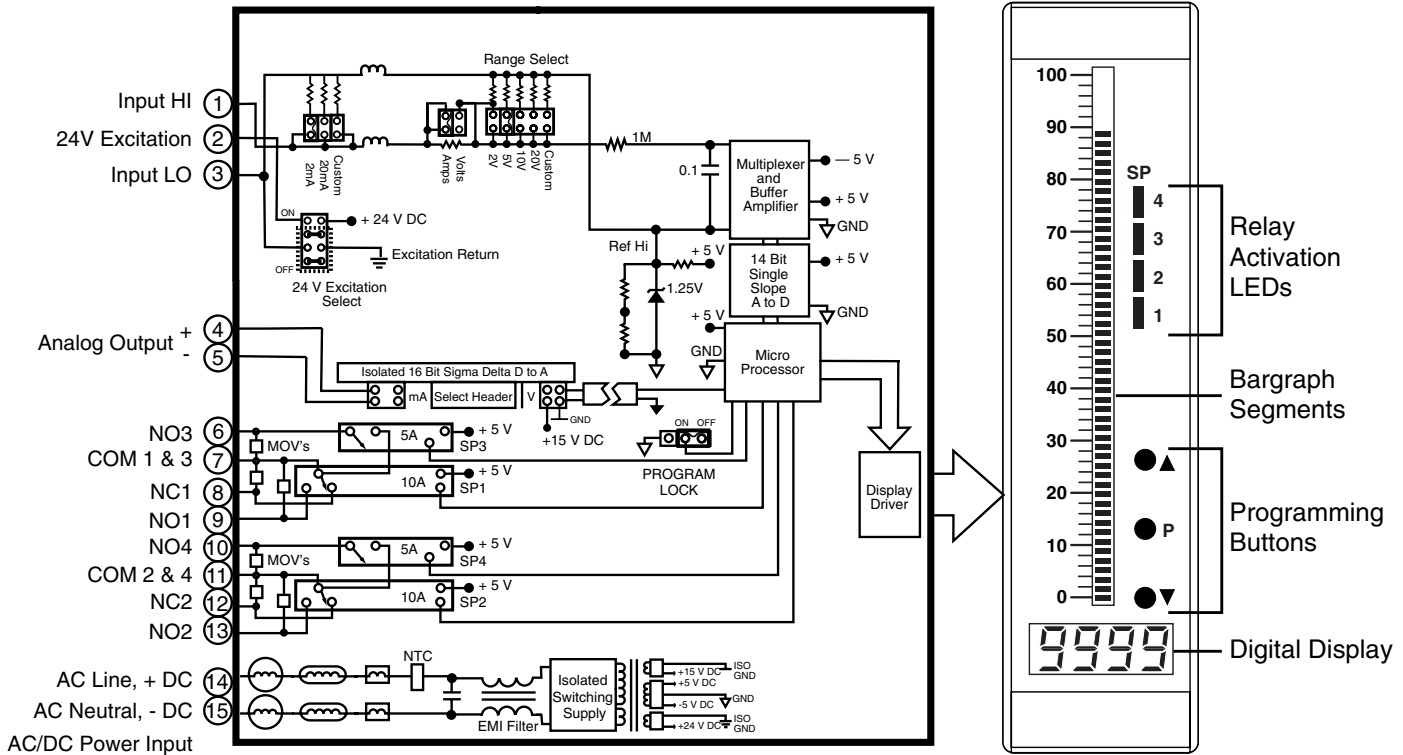 Input HI 1
24V Excitation 2
Input LO 3
Analog Output + 4
- 5
NO3 6
COM 1 & 3 7
NC1 8
NO1 9
NO4 10
COM 2 & 4 11
NC2 12
NO2 13
AC Line, + DC 14
AC Neutral, - DC 15
AC/DC Power Input
Range Select
2mA
20mA
Custom
Amps
Volts
2V
5V
10V
20V
Custom
1M
0.1
Multiplexer
and
Buffer
Amplifier
— 5 V
+ 5 V
GND
ON
+ 24 V DC
Excitation Return
OFF
24 V Excitation
Select
Ref Hi
+ 5 V
1.25V
14 Bit
Single
Slope
A to D
+ 5 V
GND
+ 5 V
GND
Micro
Processor
Isolated 16 Bit Sigma Delta D to A
mA
Select Header
V
GND
+15 V DC
ON OFF
PROGRAM
LOCK
MOV's
5A
+ 5 V
SP3
10A
+ 5 V
SP1
MOV's
5A
+ 5 V
SP4
10A
+ 5 V
SP2
Display
Driver
NTC
EMI Filter
Isolated
Switching
Supply
+15 V DC
ISO
GND
+5 V DC
GND
-5 V DC
+24 V DC
ISO
GND
100
90
80
70
60
50
40
30
20
10
0
SP
4
3
2
1
P
9999
Relay
Activation
LEDs
Bargraph
Segments
Programming
Buttons
Digital Display